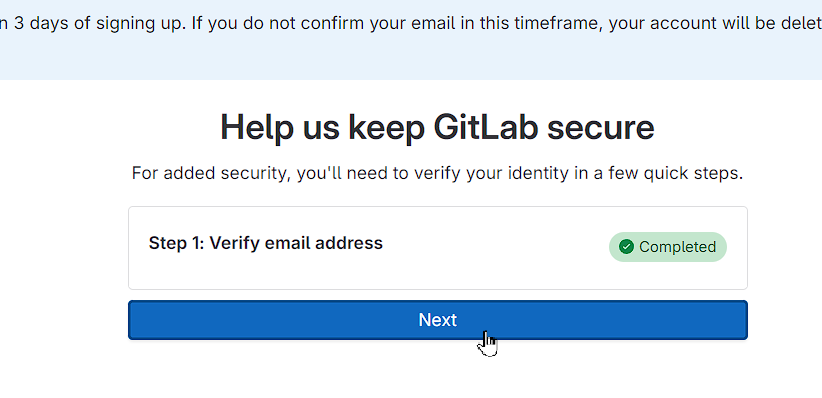 3 days of signing up. If you do not confirm your email in this timeframe, your account will be
Help us keep GitLab secure
For added security, you'll need to verify your identity in a few quick steps.
Step 1: Verify email address
Completed
Next